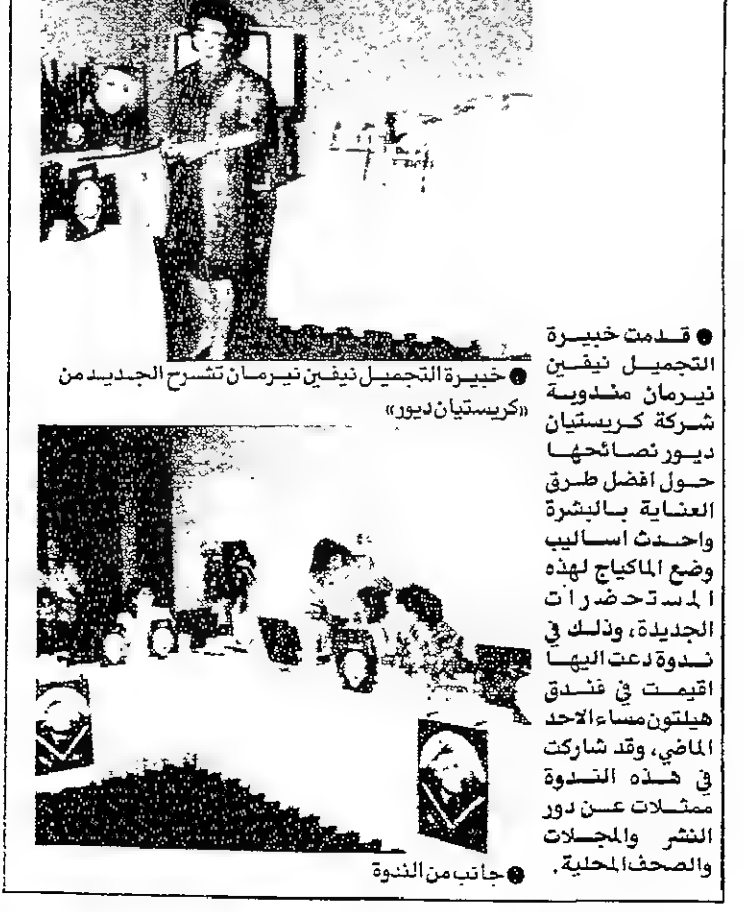 ● خبيرة التجميل نيفين نيرمان تشرح الجديد من
«كريستيان ديور»
● قدمت خبيرة
التجميل نيفين
نيرمان مندوبة
شركة كريستيان
ديور نصائحها
حول افضل طرق
العناية بالبشرة
واحدث اساليب
وضع الماكياج لهذه
المستحضرات
الجديدة، وذلك في
ندوة دعت اليها
اقيمت في فندق
هيلتون مساء الاحد
الماضي، وقد شاركت
في هذه الندوة
ممثلات عن دور
النشر والمجلات
والصحف المحلية.
● جانب من الندوة